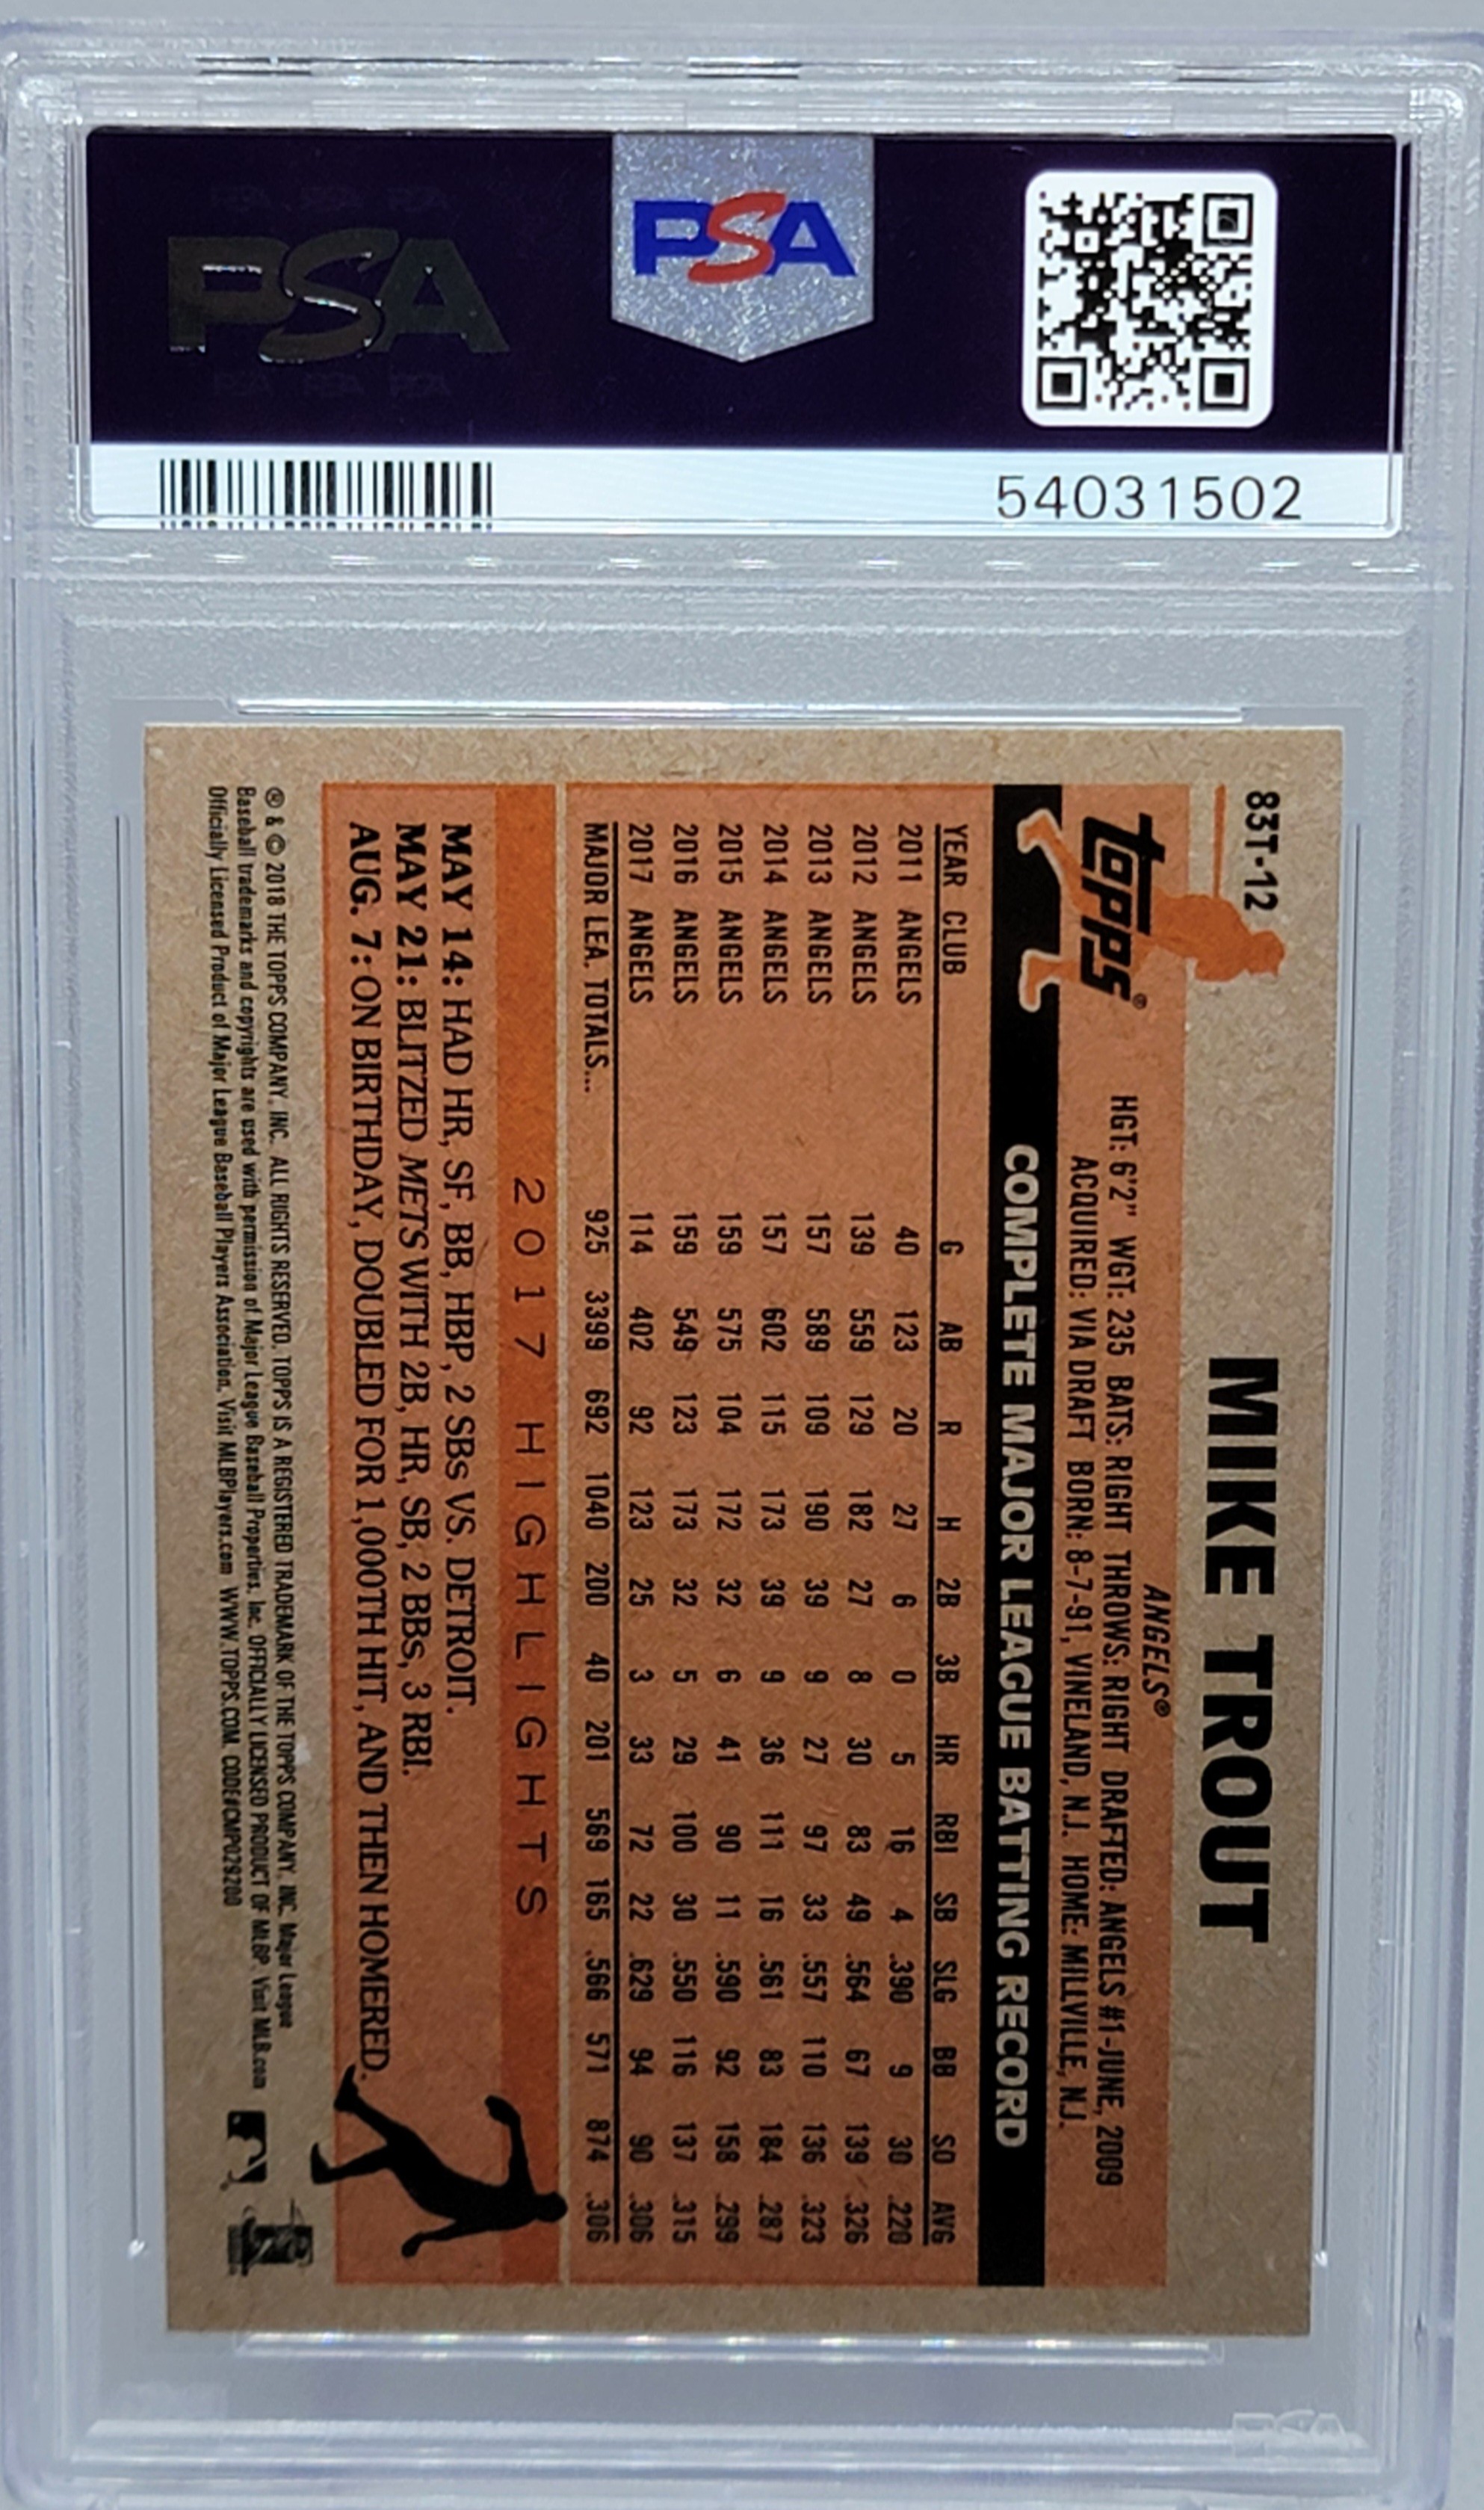 PSA
PSA
54031502
83T-12
MIKE TROUT
topps®
ANGELS®
HGT: 6'2" WGT: 235 BATS: RIGHT THROWS: RIGHT DRAFTED: ANGELS #1-JUNE, 2009
ACQUIRED: VIA DRAFT BORN: 8-7-91, VINELAND, N.J. HOME: MILLVILLE, N.J.
COMPLETE MAJOR LEAGUE BATTING RECORD
YEAR CLUB G AB R H 2B 3B HR RBI SB SLG BB SO AVG
2011 ANGELS 40 123 20 27 6 0 5 16 4 .390 9 30 .220
2012 ANGELS 139 559 129 182 27 8 30 83 49 .564 67 139 .326
2013 ANGELS 157 589 109 190 39 9 27 97 33 .557 110 136 .323
2014 ANGELS 157 602 115 173 39 9 36 111 16 .561 83 184 .287
2015 ANGELS 159 575 104 172 32 6 41 90 11 .590 92 158 .299
2016 ANGELS 159 549 123 173 32 5 29 100 30 .550 116 137 .315
2017 ANGELS 114 402 92 123 25 3 33 72 22 .629 94 90 .306
MAJOR LEA. TOTALS... 925 3399 692 1040 200 40 201 569 165 .566 571 874 .306
2017 HIGHLIGHTS
MAY 14: HAD HR, SF, BB, HBP, 2 SBs VS. DETROIT.
MAY 21: BLITZED METS WITH 2B, HR, SB, 2 BBs, 3 RBI.
AUG. 7: ON BIRTHDAY, DOUBLED FOR 1,000TH HIT, AND THEN HOMERED.
® & © 2018 THE TOPPS COMPANY, INC. ALL RIGHTS RESERVED. TOPPS IS A REGISTERED TRADEMARK OF THE TOPPS COMPANY, INC. Major League
Baseball trademarks and copyrights are used with permission of Major League Baseball Properties, Inc. OFFICIALLY LICENSED PRODUCT OF MLBP. Visit MLB.com
Officially Licensed Product of Major League Baseball Players Association. Visit MLBPlayers.com WWW.TOPPS.COM. CODE#CMP029200
PSA